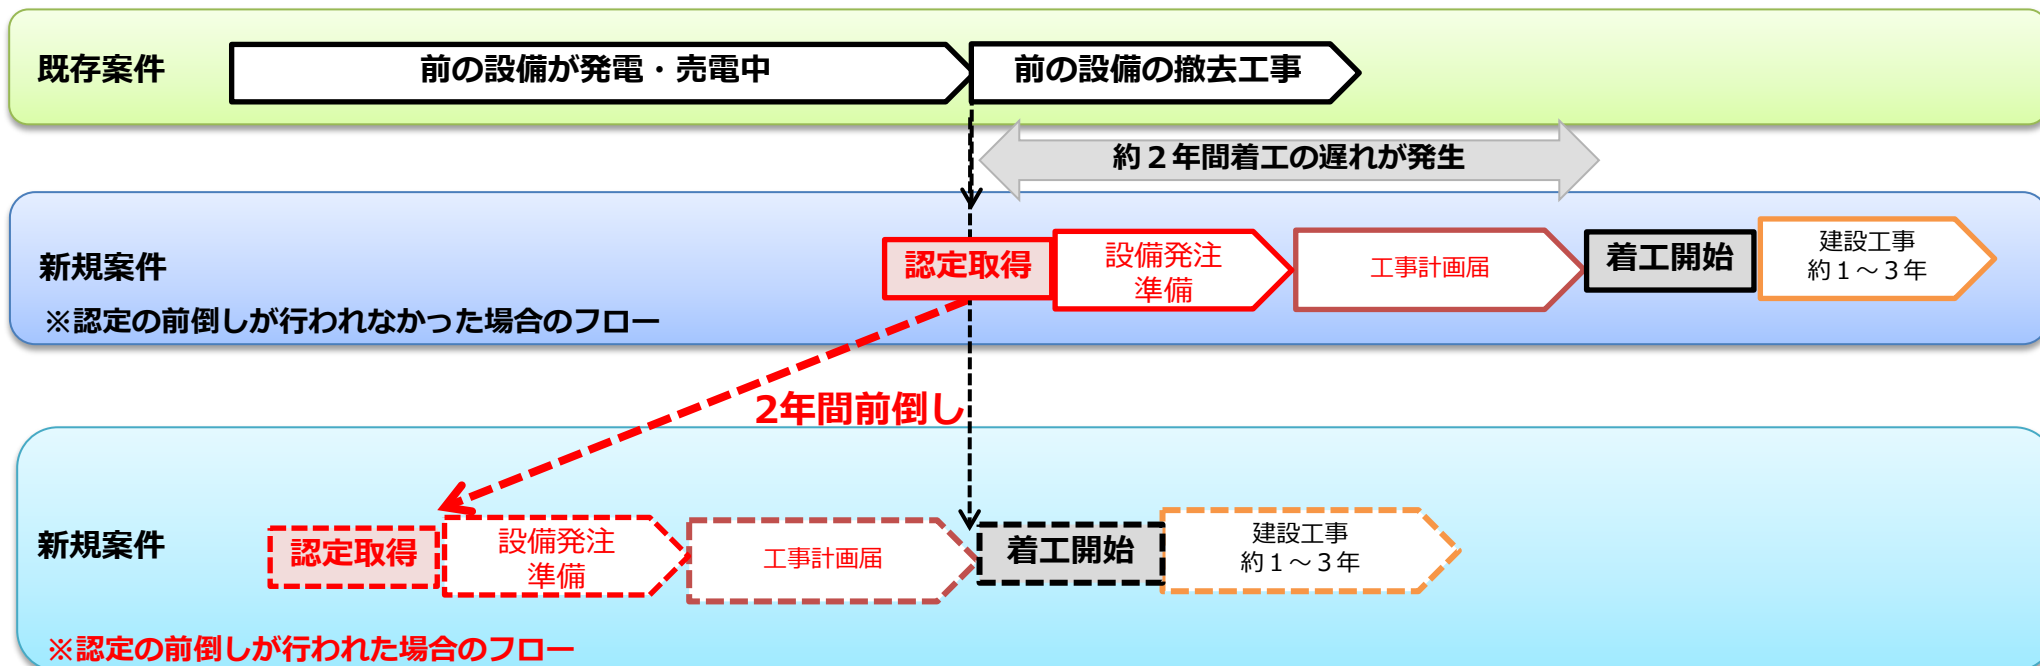 既存案件
前の設備が発電・売電中
前の設備の撤去工事
約２年間着工の遅れが発生
新規案件
認定取得
設備発注
準備
工事計画届
着工開始
建設工事
約１～３年
※認定の前倒しが行われなかった場合のフロー
2年間前倒し
新規案件
認定取得
設備発注
準備
工事計画届
着工開始
建設工事
約１～３年
※認定の前倒しが行われた場合のフロー